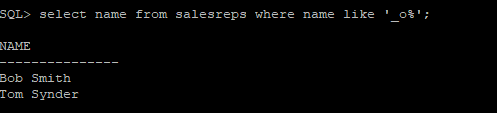 SQL> select name from salesreps where name like '_o%';
NAME
---------------
Bob Smith
Tom Synder